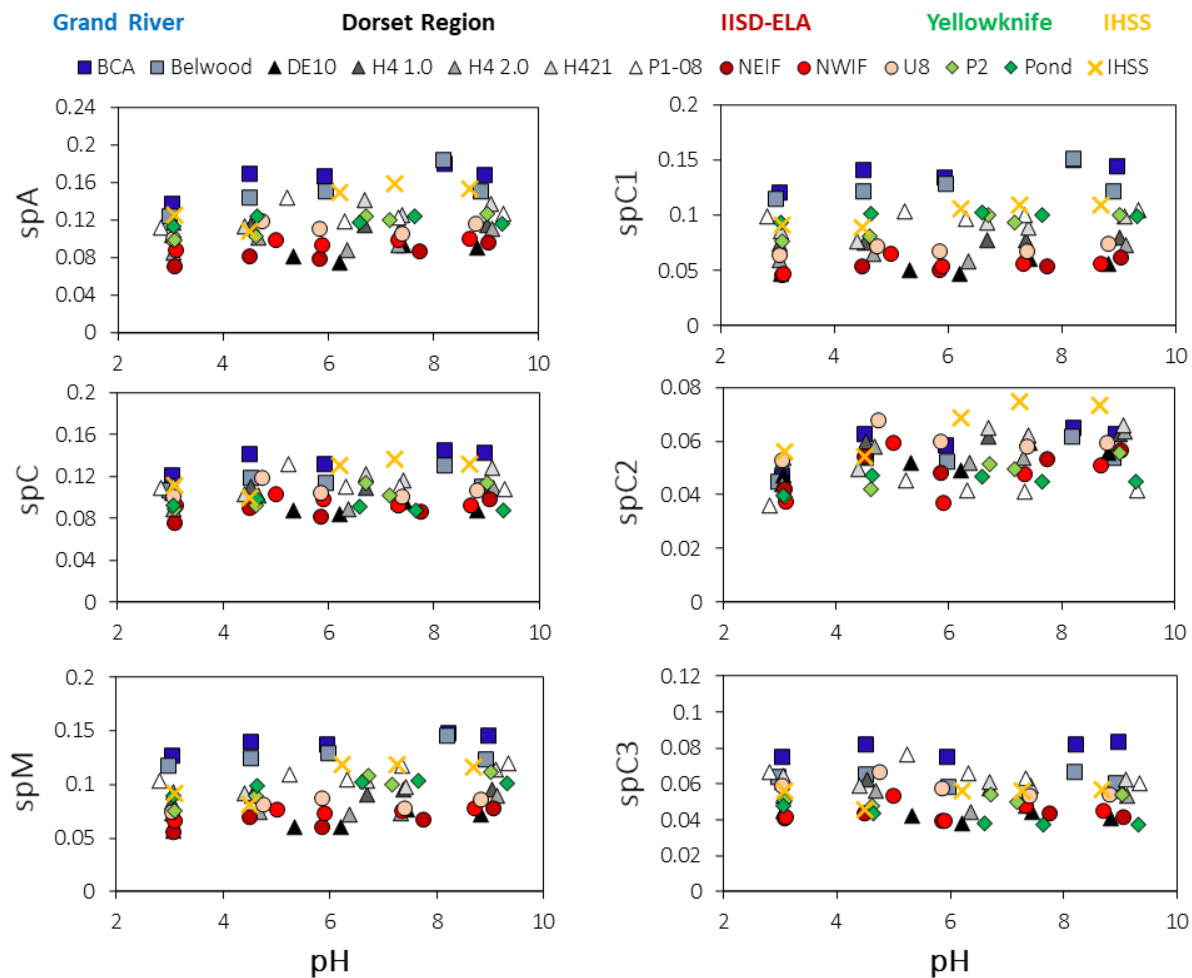 Grand River Dorset Region IISD-ELA Yellowknife IHSS
BCA Belwood DE10 H4 1.0 H4 2.0 H421 P1-08 NEIF NWIF U8 P2 Pond IHSS
spA
0.24
0.2
0.16
0.12
0.08
0.04
0
2 4 6 8 10
spC1
0.2
0.15
0.1
0.05
0
2 4 6 8 10
spC
0.2
0.16
0.12
0.08
0.04
0
2 4 6 8 10
spC2
0.08
0.06
0.04
0.02
0
2 4 6 8 10
spM
0.2
0.15
0.1
0.05
0
2 4 6 8 10
pH
spC3
0.12
0.1
0.08
0.06
0.04
0.02
0
2 4 6 8 10
pH